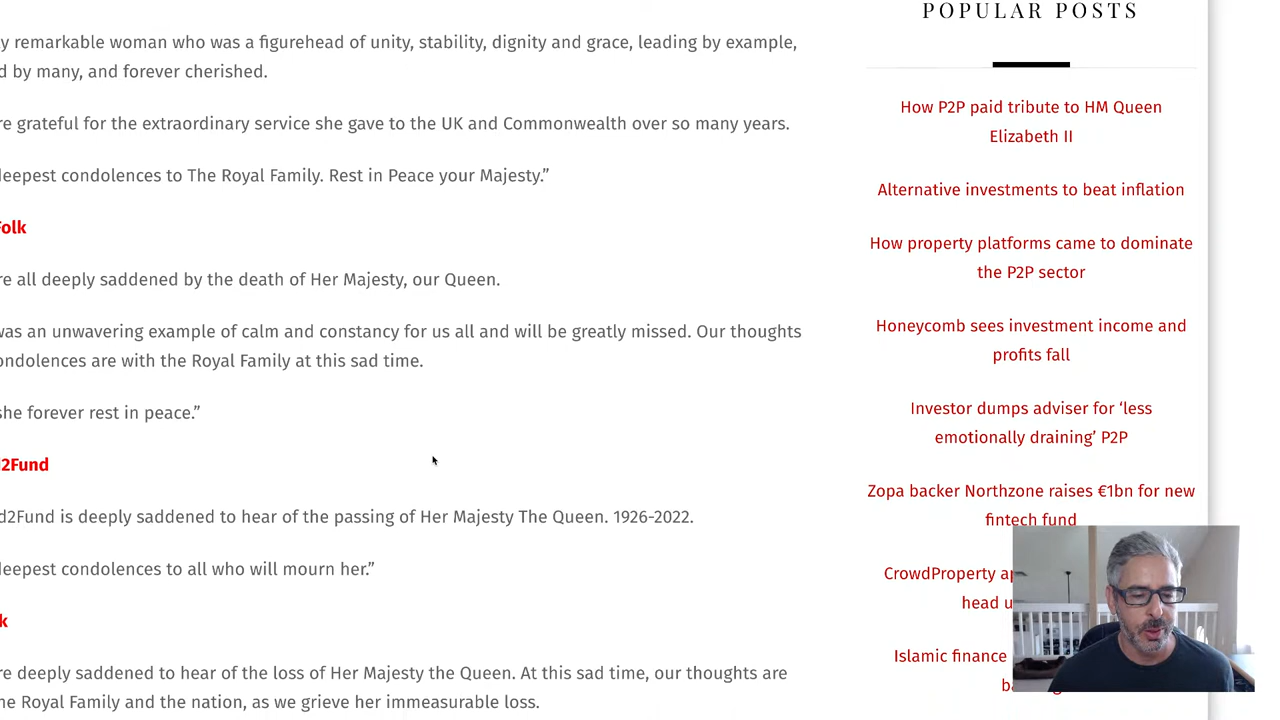 y remarkable woman who was a figurehead of unity, stability, dignity and grace, leading by example,
d by many, and forever cherished.
re grateful for the extraordinary service she gave to the UK and Commonwealth over so many years.
deepest condolences to The Royal Family. Rest in Peace your Majesty.”
Folk
re all deeply saddened by the death of Her Majesty, our Queen.
was an unwavering example of calm and constancy for us all and will be greatly missed. Our thoughts
ondolences are with the Royal Family at this sad time.
she forever rest in peace.”
d2Fund
d2Fund is deeply saddened to hear of the passing of Her Majesty The Queen. 1926-2022.
deepest condolences to all who will mourn her.”
k
re deeply saddened to hear of the loss of Her Majesty the Queen. At this sad time, our thoughts are
he Royal Family and the nation, as we grieve her immeasurable loss.
POPULAR POSTS
How P2P paid tribute to HM Queen
Elizabeth II
Alternative investments to beat inflation
How property platforms came to dominate
the P2P sector
Honeycomb sees investment income and
profits fall
Investor dumps adviser for ‘less
emotionally draining’ P2P
Zopa backer Northzone raises €1bn for new
fintech fund
CrowdProperty ap
head u
Islamic finance